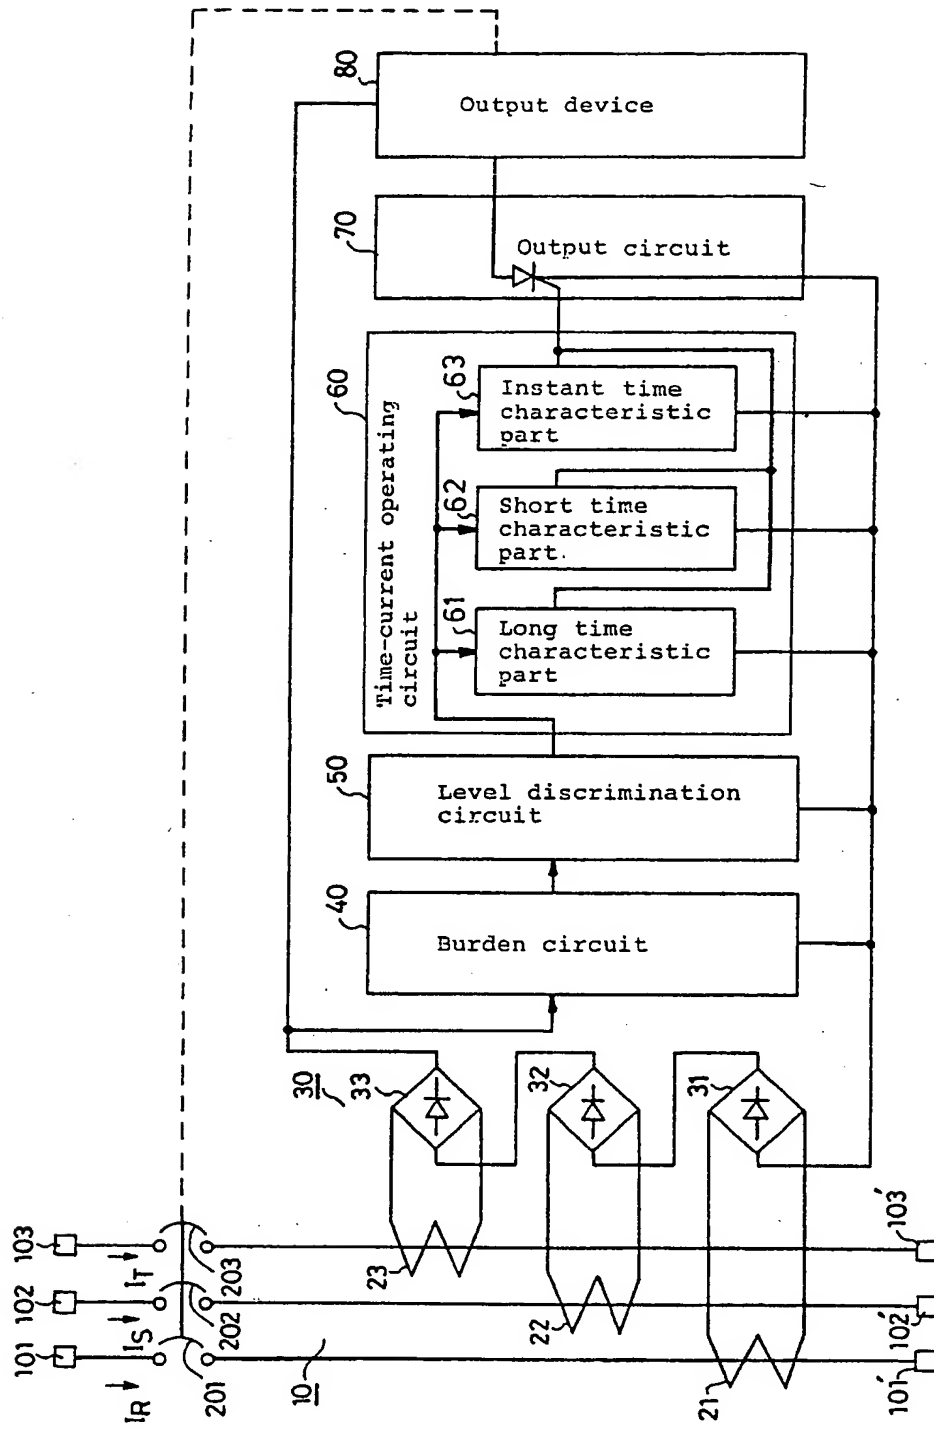 80
Output device
70
Output circuit
60
Time-current operating
circuit
63
Instant time
characteristic
part
62
Short time
characteristic
part.
61
Long time
characteristic
part
50
Level discrimination
circuit
40
Burden circuit
30
33
32
31
23
22
21
103
102
101
IT
IS
IR
203
202
201
10
103'
102'
101'